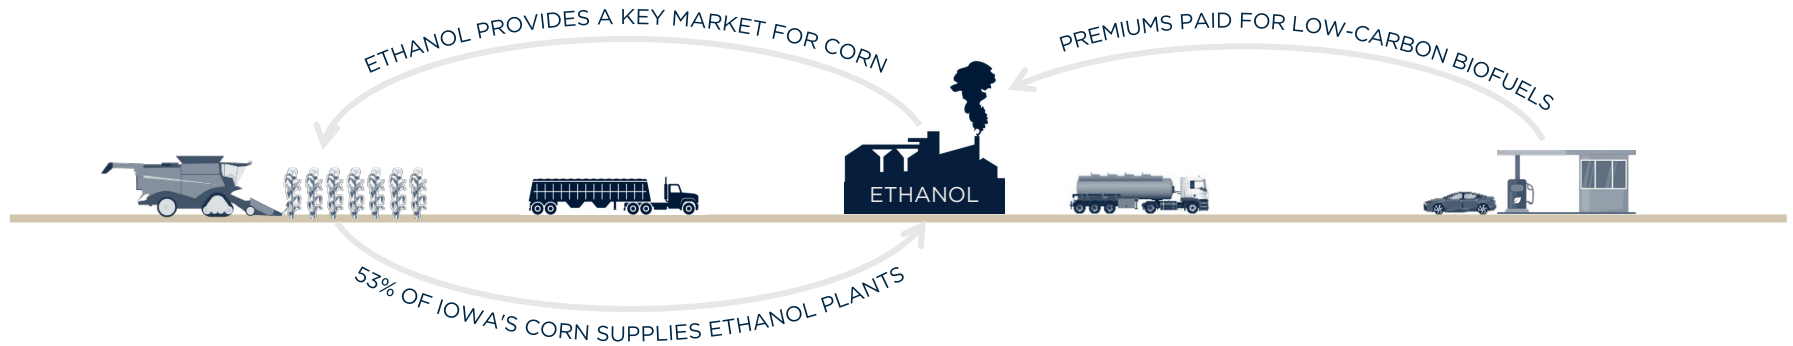 ETHANOL PROVIDES A KEY MARKET FOR CORN
PREMIUMS PAID FOR LOW-CARBON BIOFUELS
ETHANOL
53% OF IOWA'S CORN SUPPLIES ETHANOL PLANTS